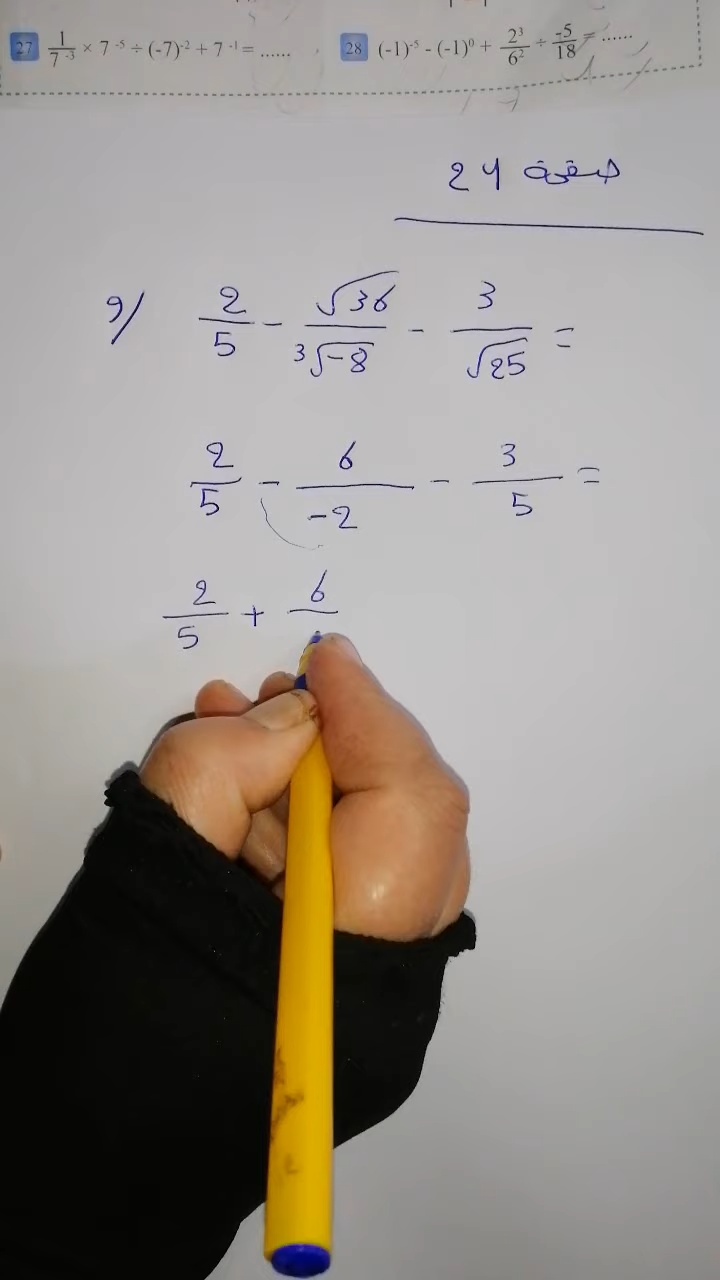 27 1/7⁻³ × 7⁻⁵ ÷ (-7)⁻² + 7⁻¹ = ......
28 (-1)⁻⁵ - (-1)⁰ + 2³/6² ÷ -5/18 = ......
صفحة 24
9/ 2/5 - √36/³√-8 - 3/√25 =
2/5 - 6/-2 - 3/5 =
2/5 + 6/